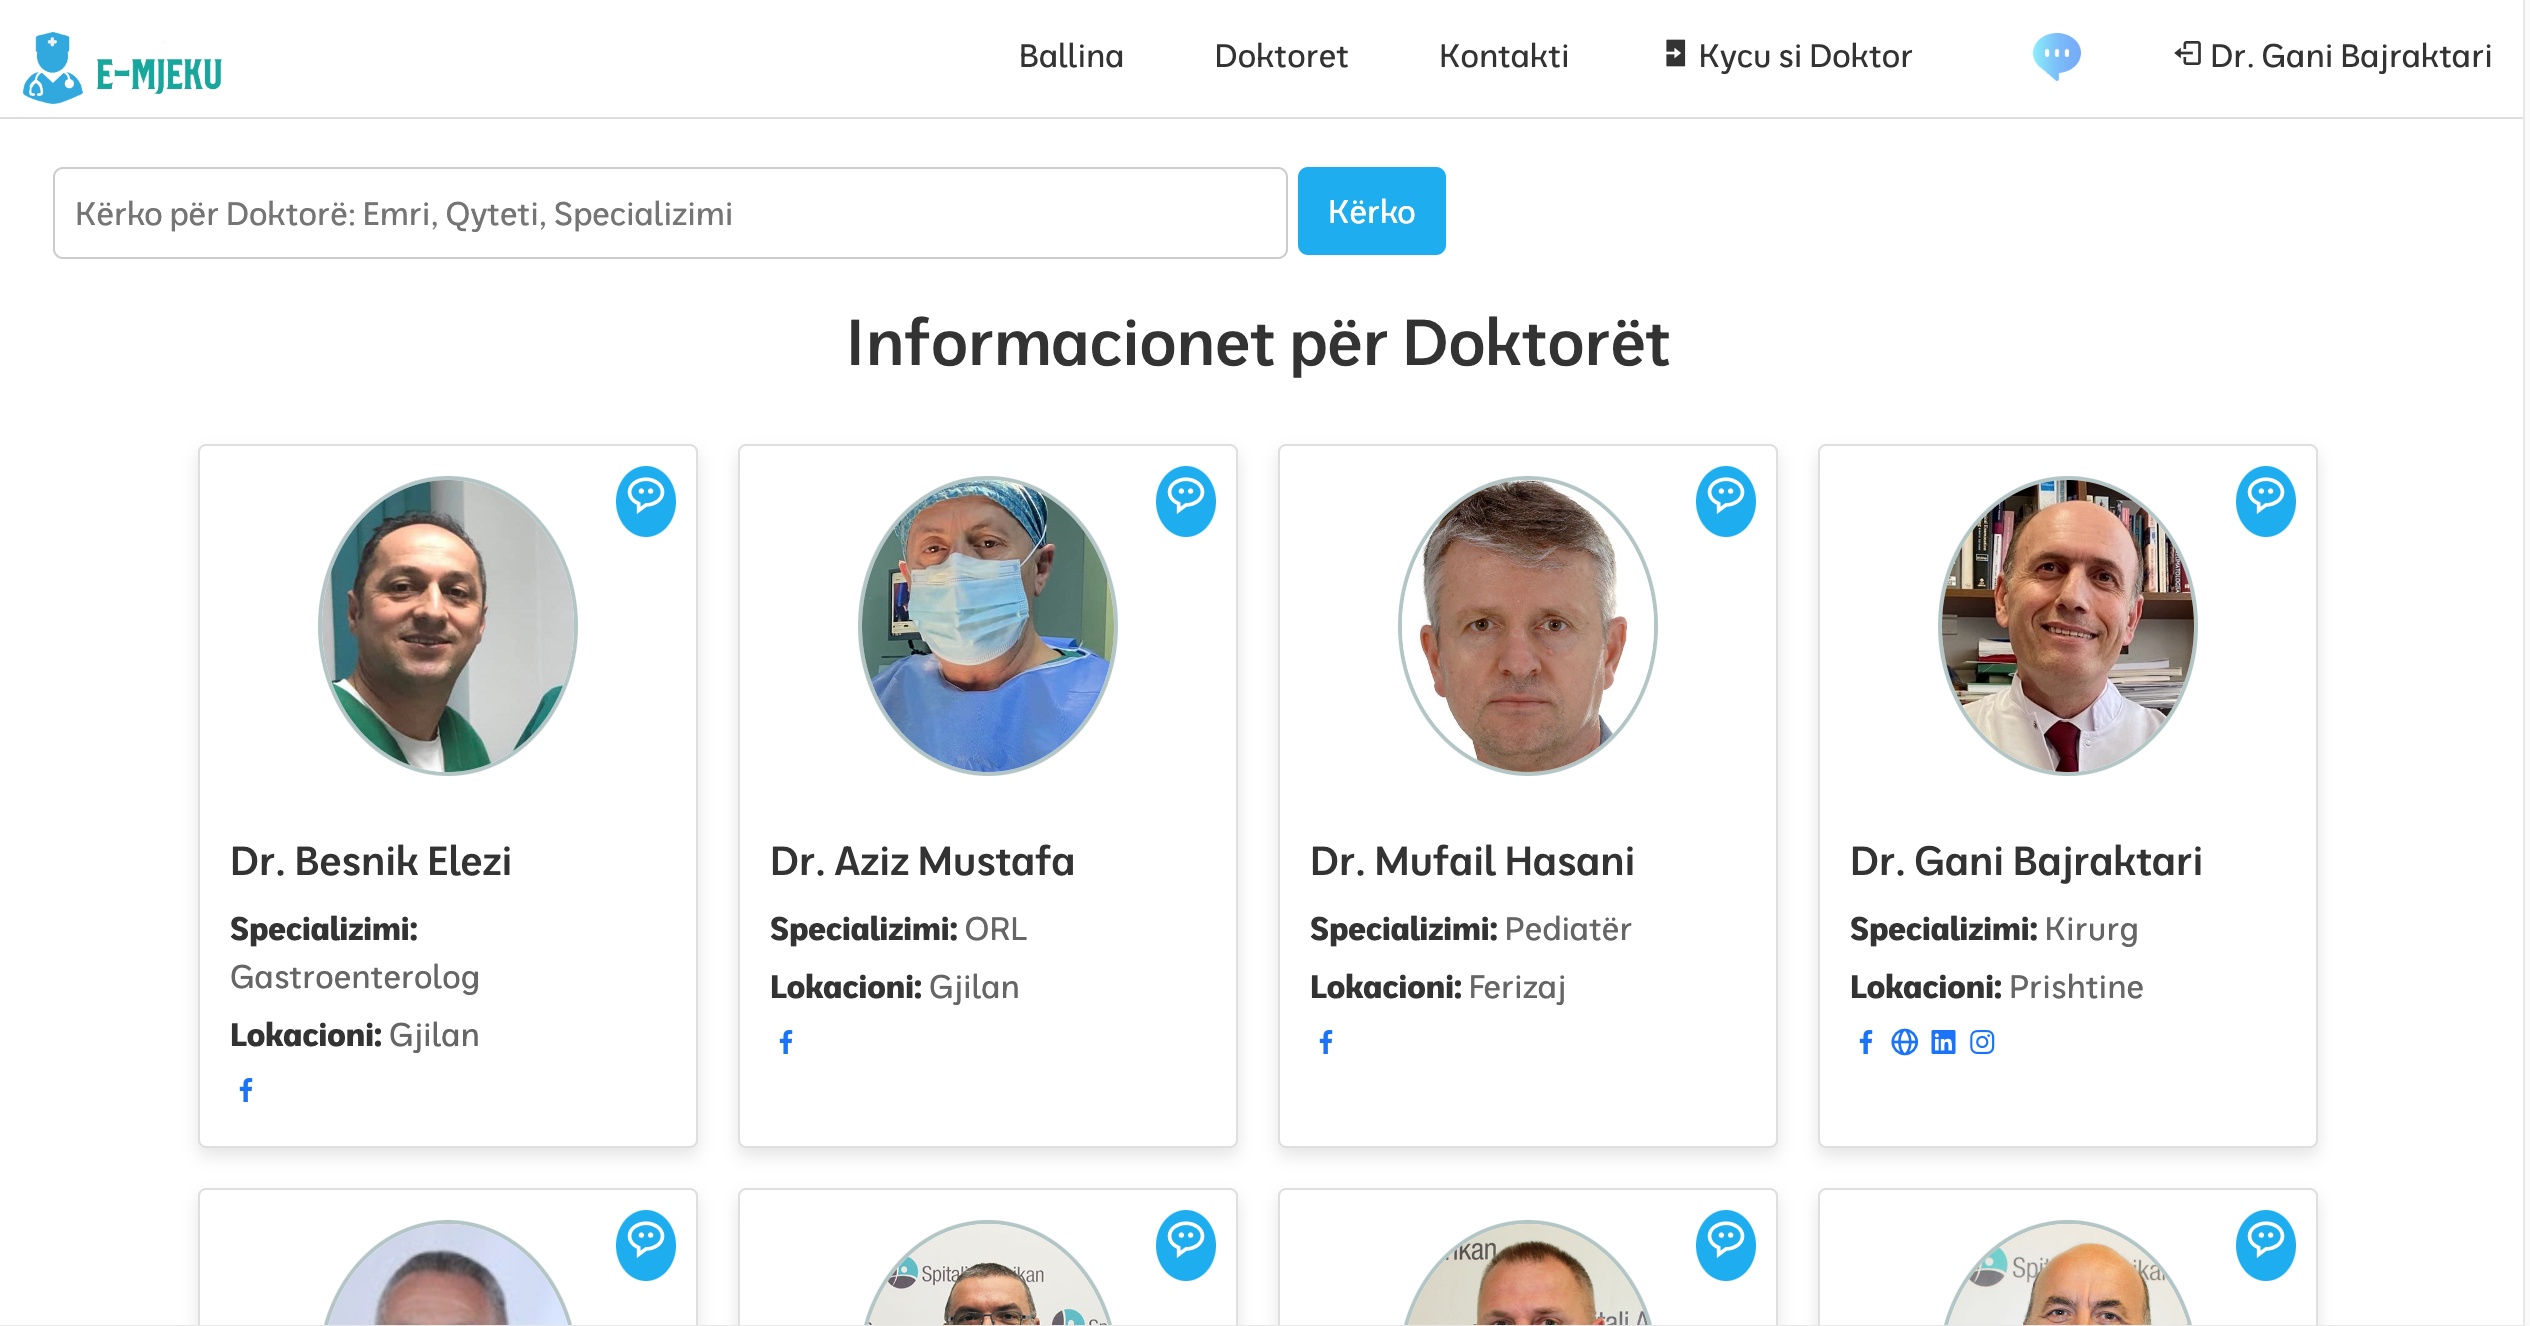 E-MJEKU
Ballina
Doktoret
Kontakti
Kycu si Doktor
Dr. Gani Bajraktari
Kërko për Doktorë: Emri, Qyteti, Specializimi
Kërko
Informacionet për Doktorët
Dr. Besnik Elezi
Specializimi:
Gastroenterolog
Lokacioni: Gjilan
Dr. Aziz Mustafa
Specializimi: ORL
Lokacioni: Gjilan
Dr. Mufail Hasani
Specializimi: Pediatër
Lokacioni: Ferizaj
Dr. Gani Bajraktari
Specializimi: Kirurg
Lokacioni: Prishtine